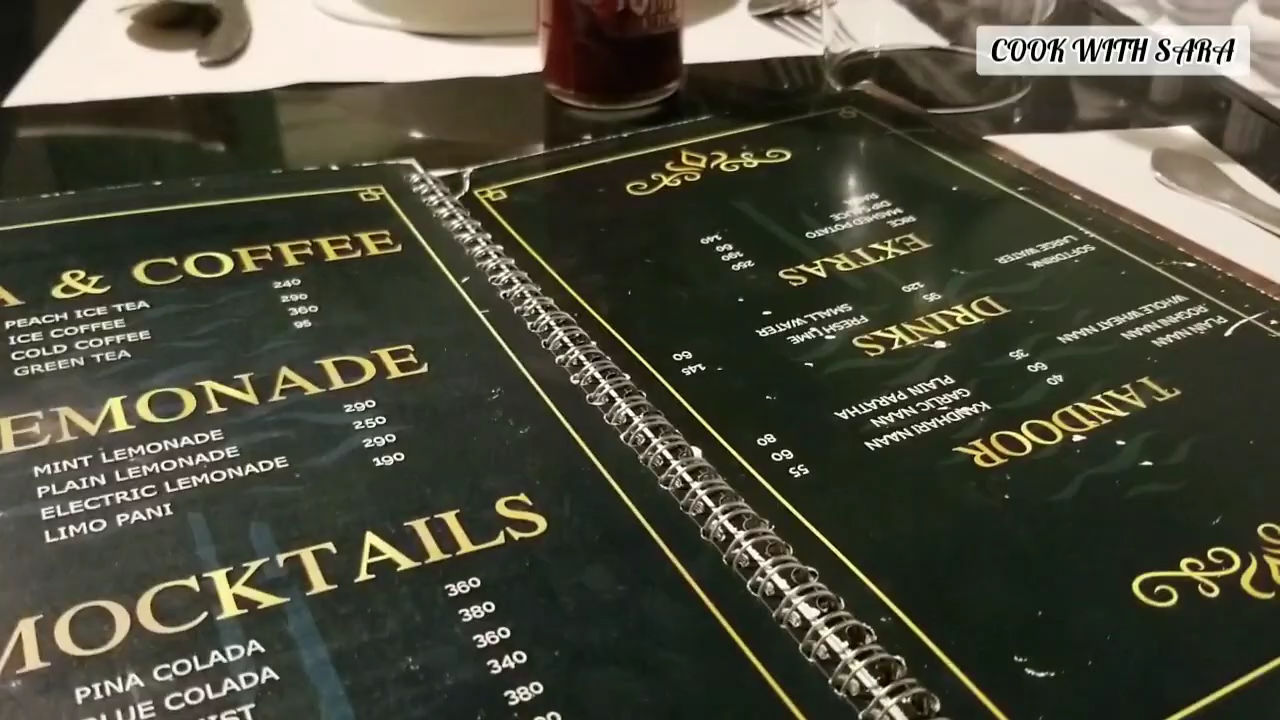 COOK WITH SARA
& COFFEE
PEACH ICE TEA 240
ICE COFFEE 290
COLD COFFEE 360
GREEN TEA 95
LEMONADE
MINT LEMONADE 290
PLAIN LEMONADE 250
ELECTRIC LEMONADE 290
LIMO PANI 190
MOCKTAILS
PINA COLADA 360
BLUE COLADA 380
360
340
380
TANDOOR
PLAIN NAAN 40
ROGHNI NAAN 60
WHOLE WHEAT NAAN 35
KANDHARI NAAN 55
GARLIC NAAN 60
PLAIN PARATHA 80
DRINKS
SOFTDRINK 95
LARGE WATER 120
FRESH LIME 145
SMALL WATER 60
EXTRAS
RICE 250
MASHED POTATO 190
DIP SAUCE 60
RAITA 140